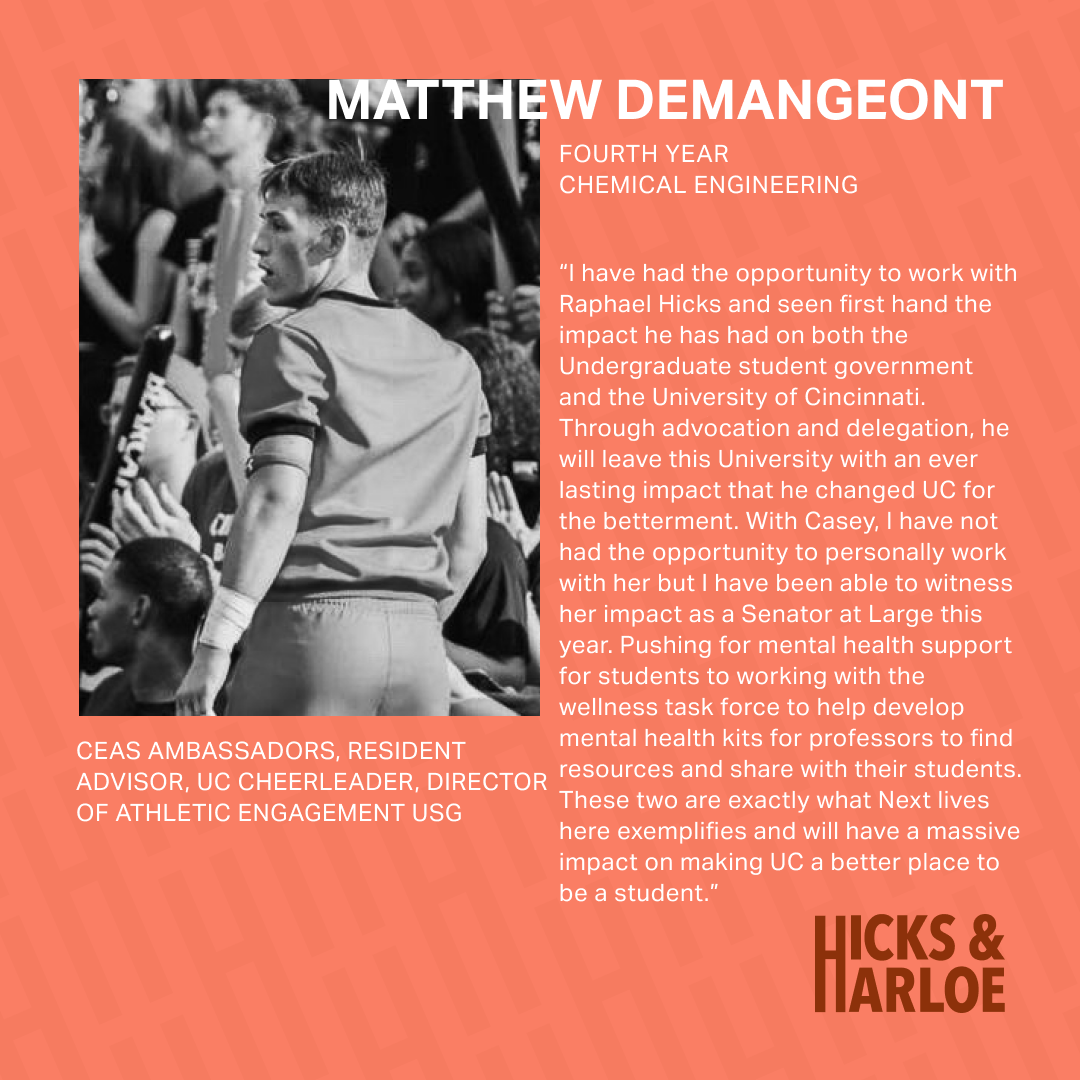 MATTHEW DEMANGEONT
FOURTH YEAR
CHEMICAL ENGINEERING
“I have had the opportunity to work with
Raphael Hicks and seen first hand the
impact he has had on both the
Undergraduate student government
and the University of Cincinnati.
Through advocation and delegation, he
will leave this University with an ever
lasting impact that he changed UC for
the betterment. With Casey, I have not
had the opportunity to personally work
with her but I have been able to witness
her impact as a Senator at Large this
year. Pushing for mental health support
for students to working with the
wellness task force to help develop
mental health kits for professors to find
resources and share with their students.
These two are exactly what Next lives
here exemplifies and will have a massive
impact on making UC a better place to
be a student.”
CEAS AMBASSADORS, RESIDENT
ADVISOR, UC CHEERLEADER, DIRECTOR
OF ATHLETIC ENGAGEMENT USG
HICKS &
HARLOE